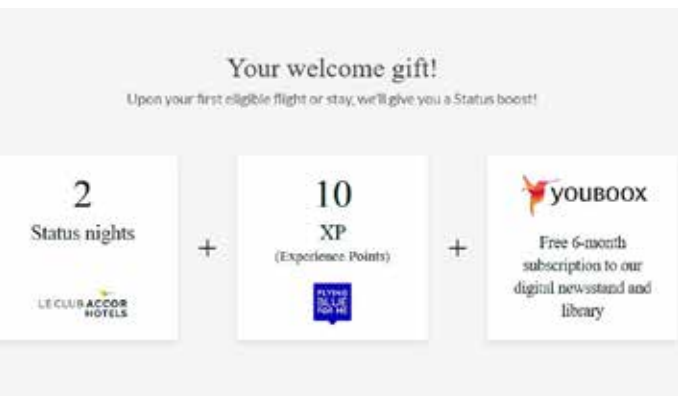 Your welcome gift!
Upon your first eligible flight or stay, we'll give you a Status boost!
2
Status nights
LE CLUB ACCOR
HOTELS
+
10
XP
(Experience Points)
FLYING
BLUE
FOR ME
+
YOUBOOX
Free 6-month
subscription to our
digital newsstand and
library